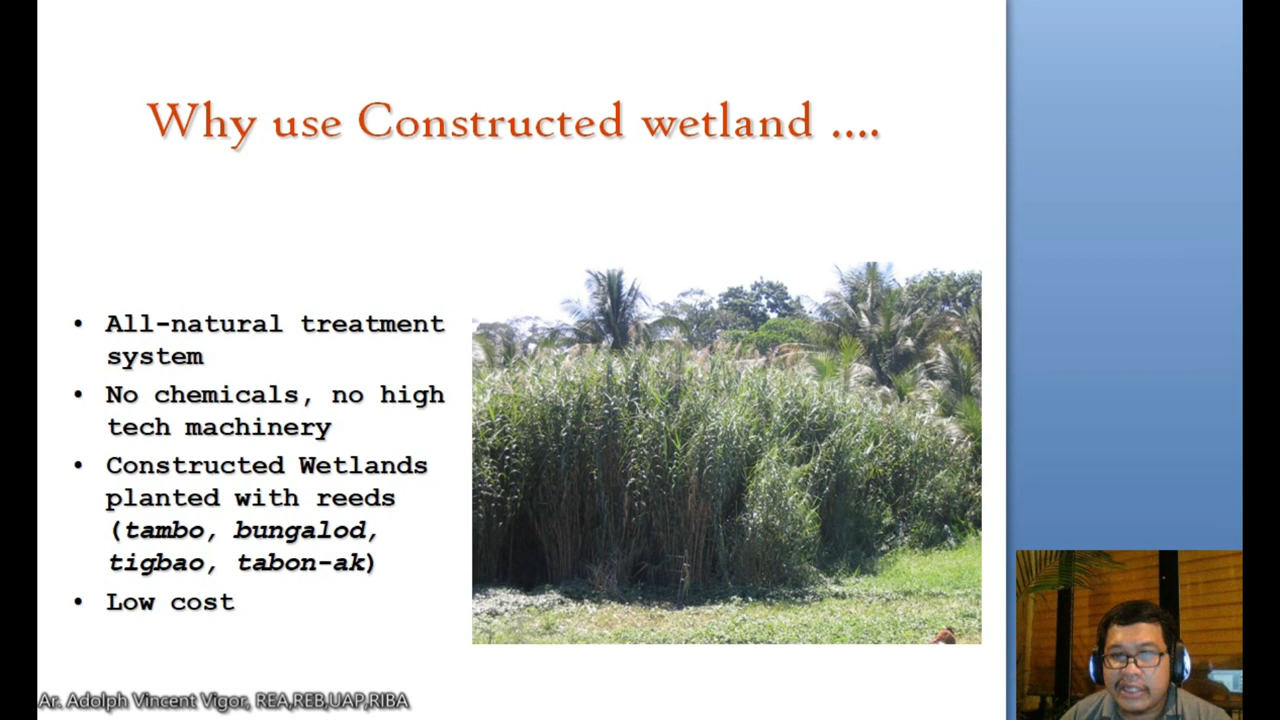 Why use Constructed wetland ....
• All-natural treatment
system
• No chemicals, no high
tech machinery
• Constructed Wetlands
planted with reeds
(tambo, bungalod,
tigbao, tabon-ak)
• Low cost
Ar. Adolph Vincent Vigor, REA,REB,UAP,RIBA